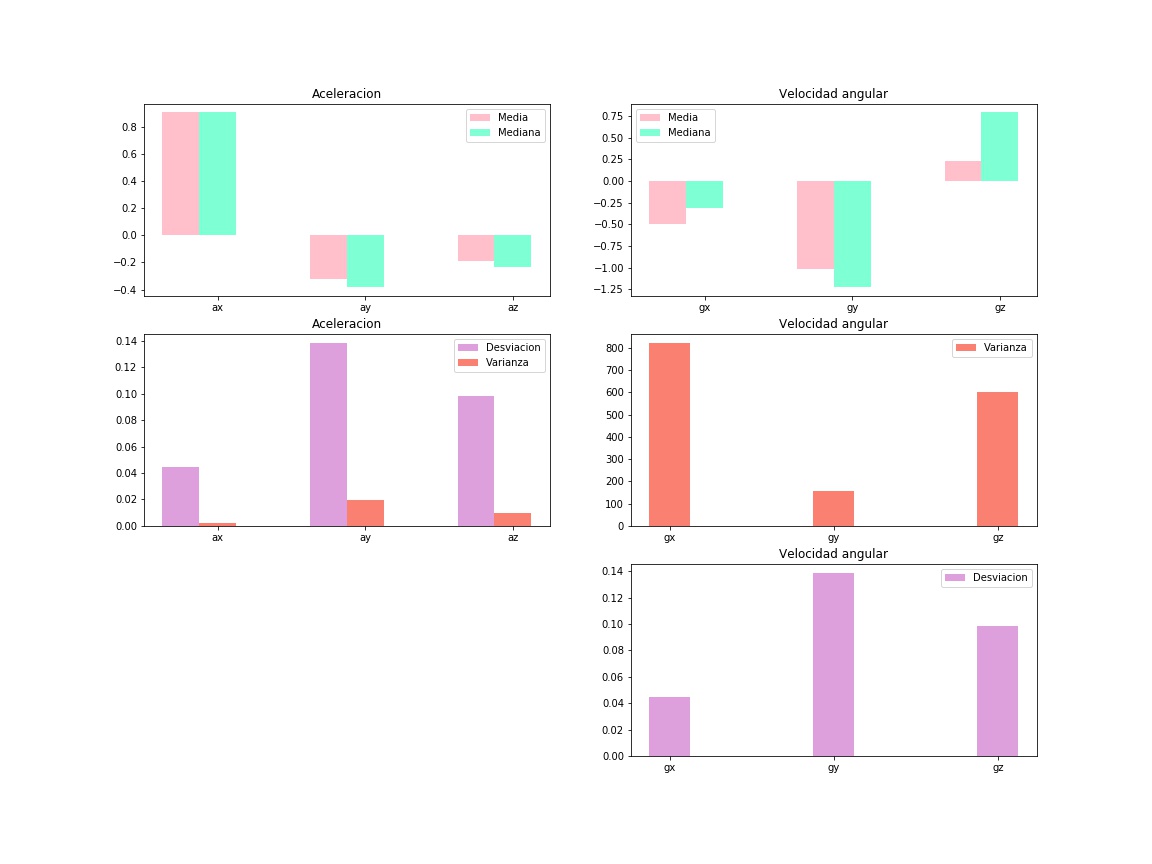 Aceleracion
0.8
0.6
0.4
0.2
0.0
−0.2
−0.4
Media
Mediana
ax ay az
Velocidad angular
0.75
0.50
0.25
0.00
−0.25
−0.50
−0.75
−1.00
−1.25
Media
Mediana
gx gy gz
Aceleracion
0.14
0.12
0.10
0.08
0.06
0.04
0.02
0.00
Desviacion
Varianza
ax ay az
Velocidad angular
800
700
600
500
400
300
200
100
0
Varianza
gx gy gz
Velocidad angular
0.14
0.12
0.10
0.08
0.06
0.04
0.02
0.00
Desviacion
gx gy gz